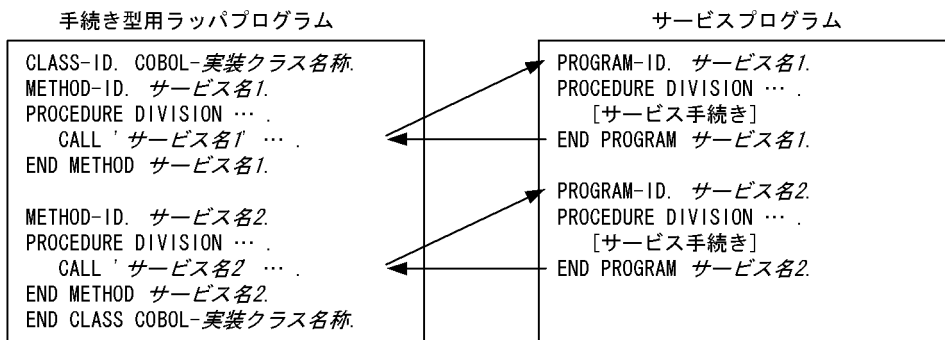 手続き型用ラッパプログラム
CLASS-ID. COBOL-実装クラス名称.
METHOD-ID. サービス名1.
PROCEDURE DIVISION … .
CALL 'サービス名1' … .
END METHOD サービス名1.
METHOD-ID. サービス名2.
PROCEDURE DIVISION … .
CALL 'サービス名2' … .
END METHOD サービス名2.
END CLASS COBOL-実装クラス名称.
サービスプログラム
PROGRAM-ID. サービス名1.
PROCEDURE DIVISION … .
[サービス手続き]
END PROGRAM サービス名1.
PROGRAM-ID. サービス名2.
PROCEDURE DIVISION … .
[サービス手続き]
END PROGRAM サービス名2.